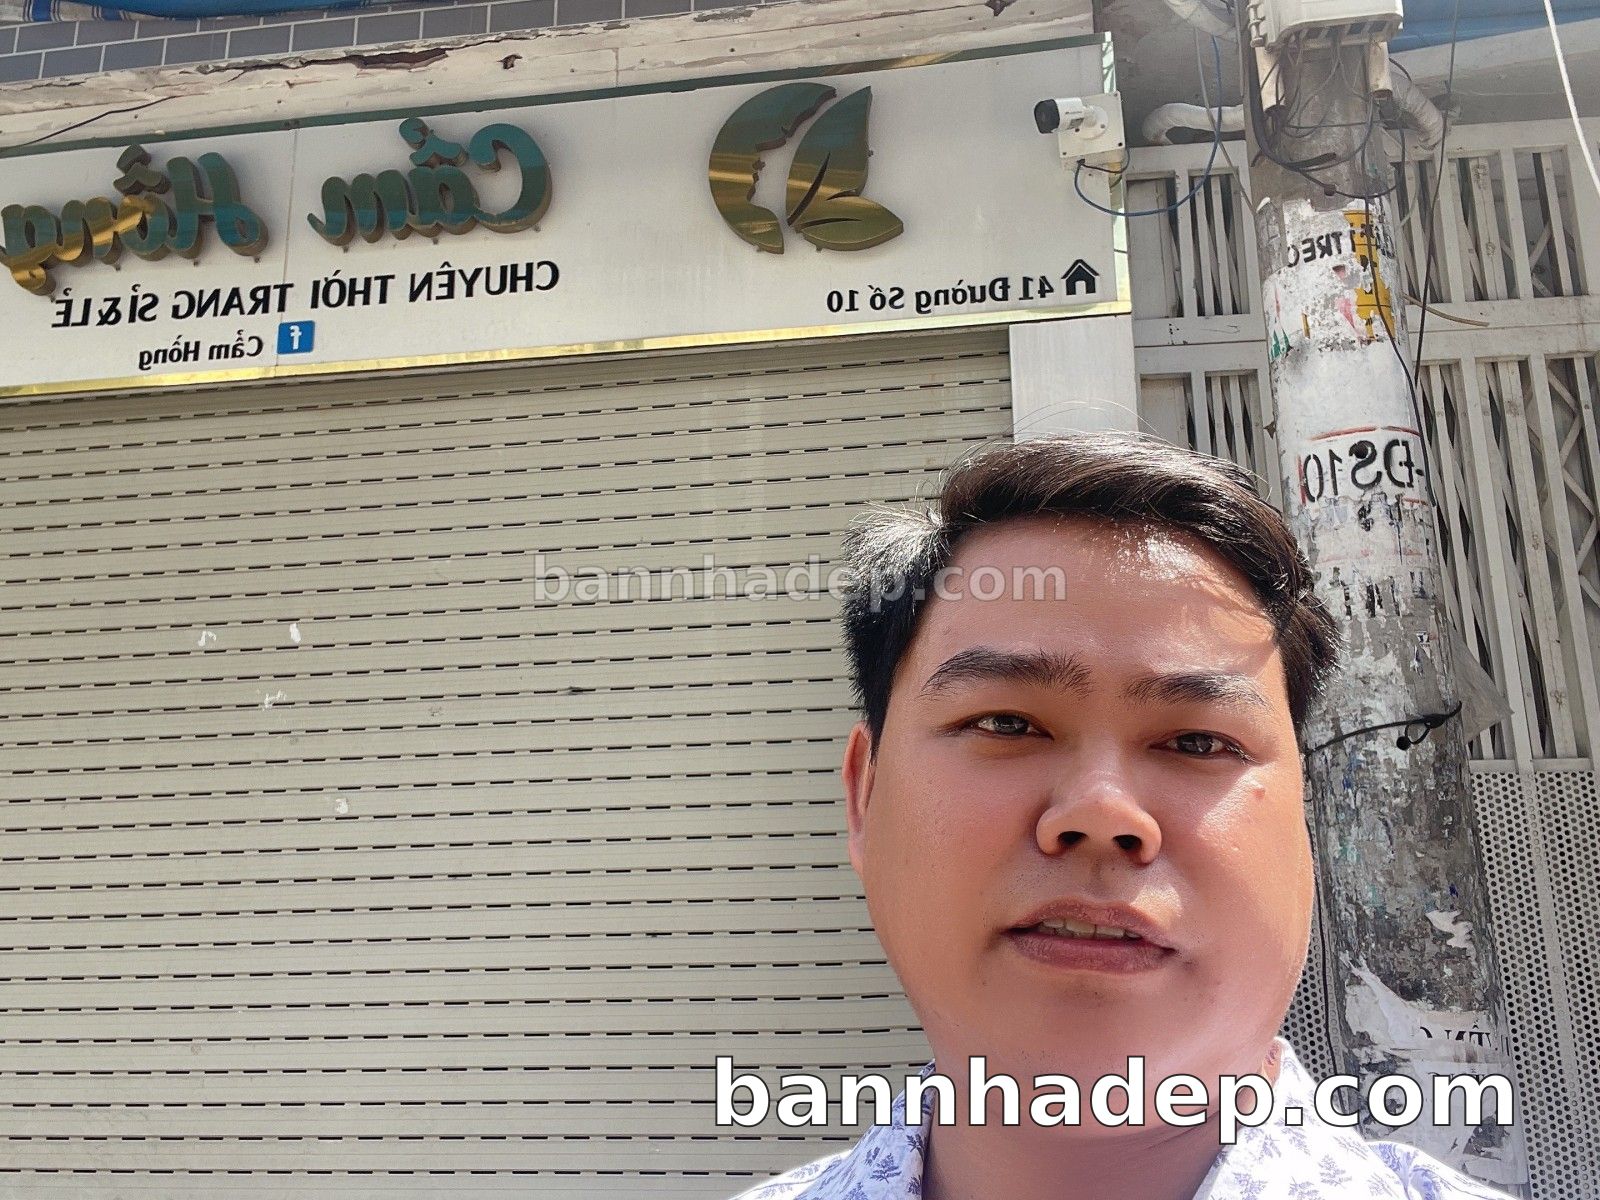 Cẩm Hồng
CHUYÊN THỜI TRANG SỈ & LẺ
f Cẩm Hồng
41 Đường Số 10
ĐS10
bannhadep.com
bannhadep.com